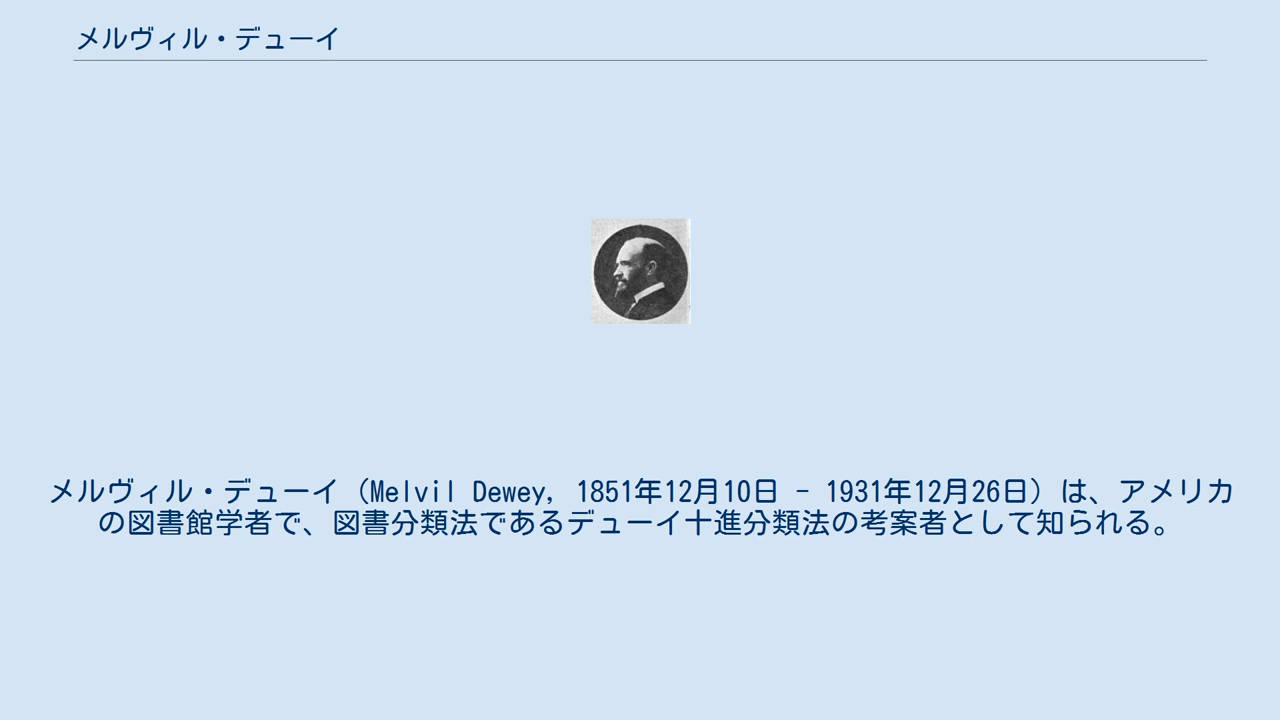 メルヴィル・デューイ
メルヴィル・デューイ（Melvil Dewey, 1851年12月10日 - 1931年12月26日）は、アメリカ
の図書館学者で、図書分類法であるデューイ十進分類法の考案者として知られる。